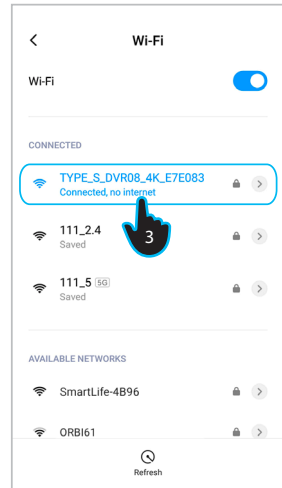 Wi-Fi
Wi-Fi
CONNECTED
TYPE_S_DVR08_4K_E7E083
Connected, no internet
111_2.4
Saved
3
111_5 5G
Saved
AVAILABLE NETWORKS
SmartLife-4B96
ORBI61
Refresh